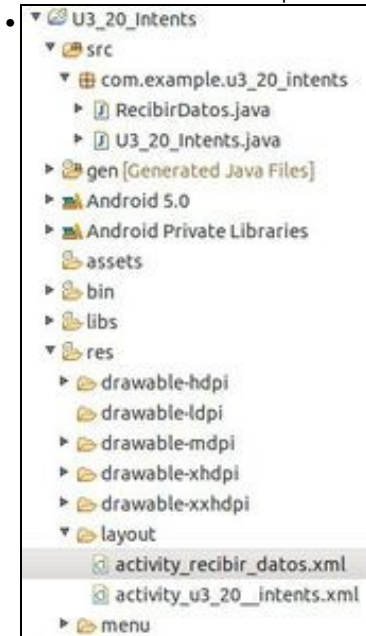 U3_20_Intents
src
com.example.u3_20_intents
RecibirDatos.java
U3_20_Intents.java
gen [Generated Java Files]
Android 5.0
Android Private Libraries
assets
bin
libs
res
drawable-hdpi
drawable-ldpi
drawable-mdpi
drawable-xhdpi
drawable-xxhdpi
layout
activity_recibir_datos.xml
activity_u3_20__intents.xml
menu